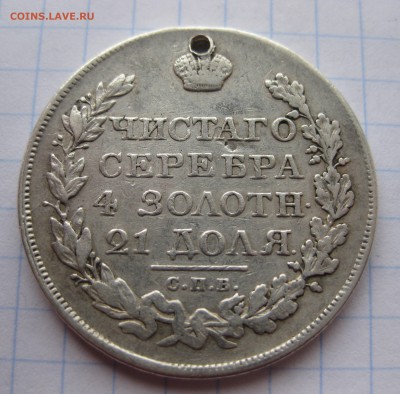 COINS.LAVE.RU
ЧИСТАГО
СЕРЕБРА
4 ЗОЛОТН.
21 ДОЛЯ.
С.П.Б.